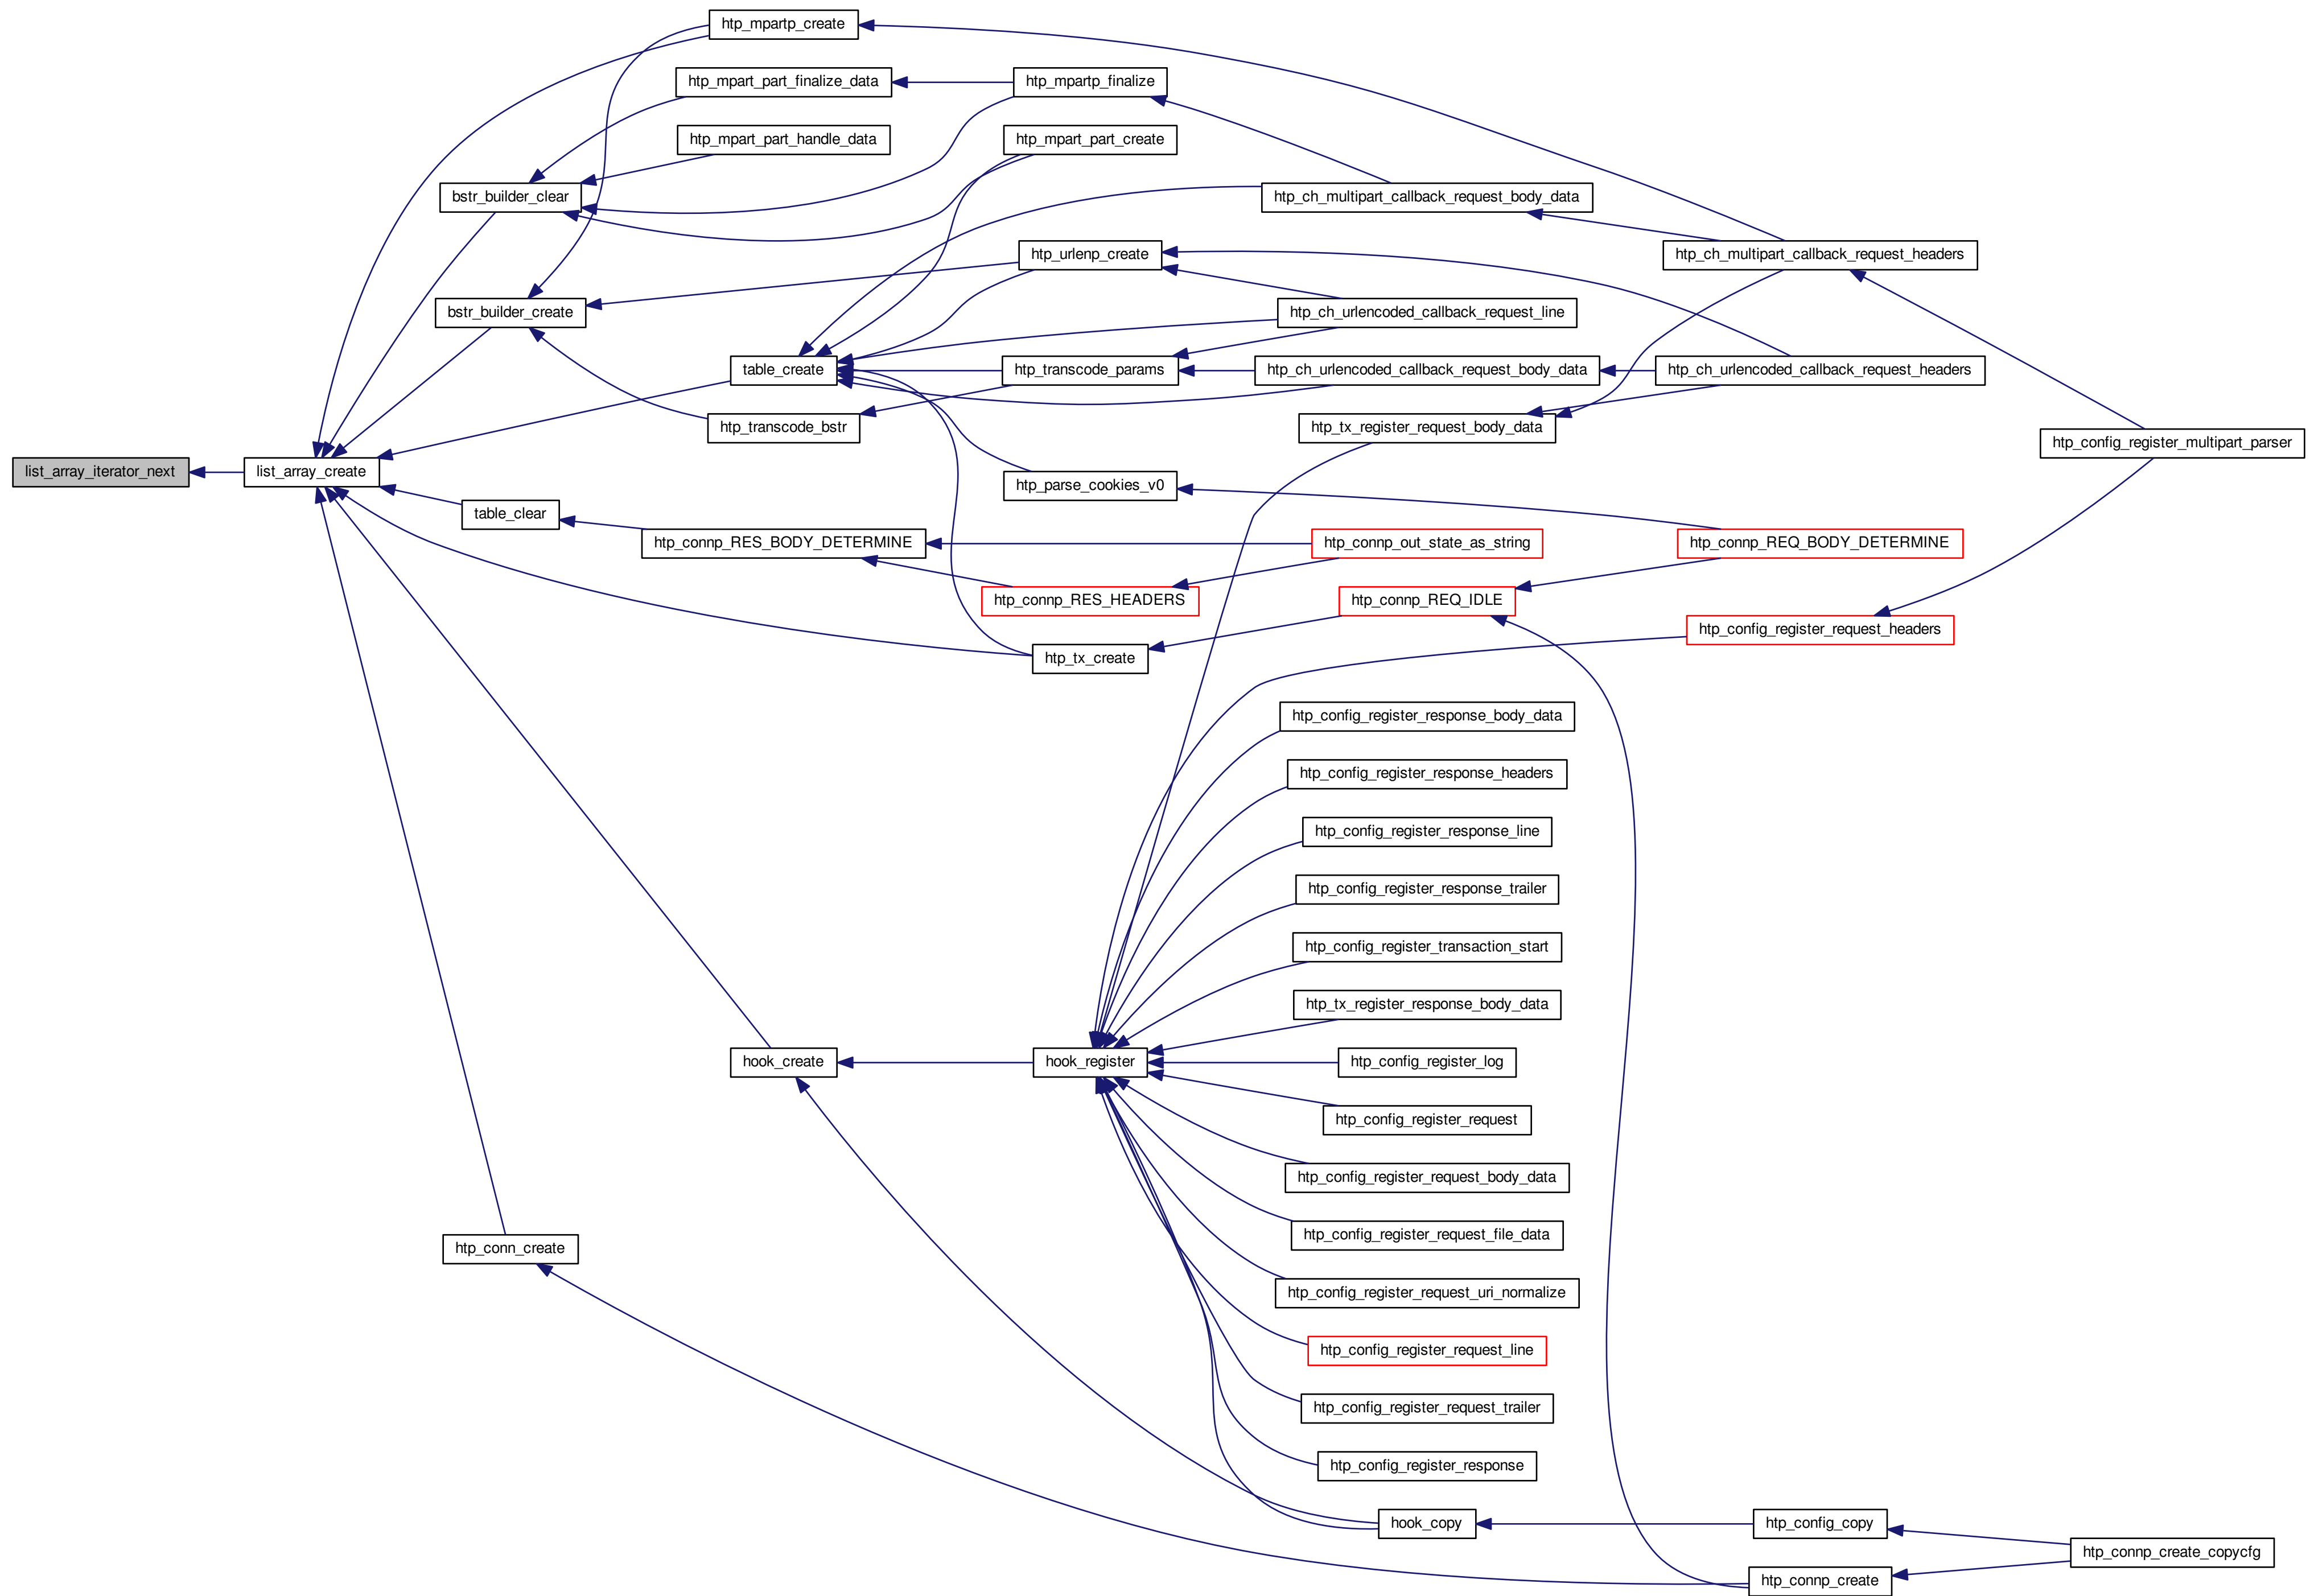 htp_mpartp_create
htp_mpart_part_finalize_data
htp_mpartp_finalize
htp_mpart_part_handle_data
htp_mpart_part_create
bstr_builder_clear
htp_ch_multipart_callback_request_body_data
htp_urlenp_create
htp_ch_multipart_callback_request_headers
bstr_builder_create
htp_ch_urlencoded_callback_request_line
table_create
htp_transcode_params
htp_ch_urlencoded_callback_request_body_data
htp_ch_urlencoded_callback_request_headers
htp_transcode_bstr
htp_tx_register_request_body_data
htp_config_register_multipart_parser
list_array_iterator_next
list_array_create
htp_parse_cookies_v0
table_clear
htp_connp_RES_BODY_DETERMINE
htp_connp_out_state_as_string
htp_connp_REQ_BODY_DETERMINE
htp_connp_RES_HEADERS
htp_connp_REQ_IDLE
htp_config_register_request_headers
htp_tx_create
htp_config_register_response_body_data
htp_config_register_response_headers
htp_config_register_response_line
htp_config_register_response_trailer
htp_config_register_transaction_start
htp_tx_register_response_body_data
hook_create
hook_register
htp_config_register_log
htp_config_register_request
htp_config_register_request_body_data
htp_config_register_request_file_data
htp_conn_create
htp_config_register_request_uri_normalize
htp_config_register_request_line
htp_config_register_request_trailer
htp_config_register_response
hook_copy
htp_config_copy
htp_connp_create_copycfg
htp_connp_create